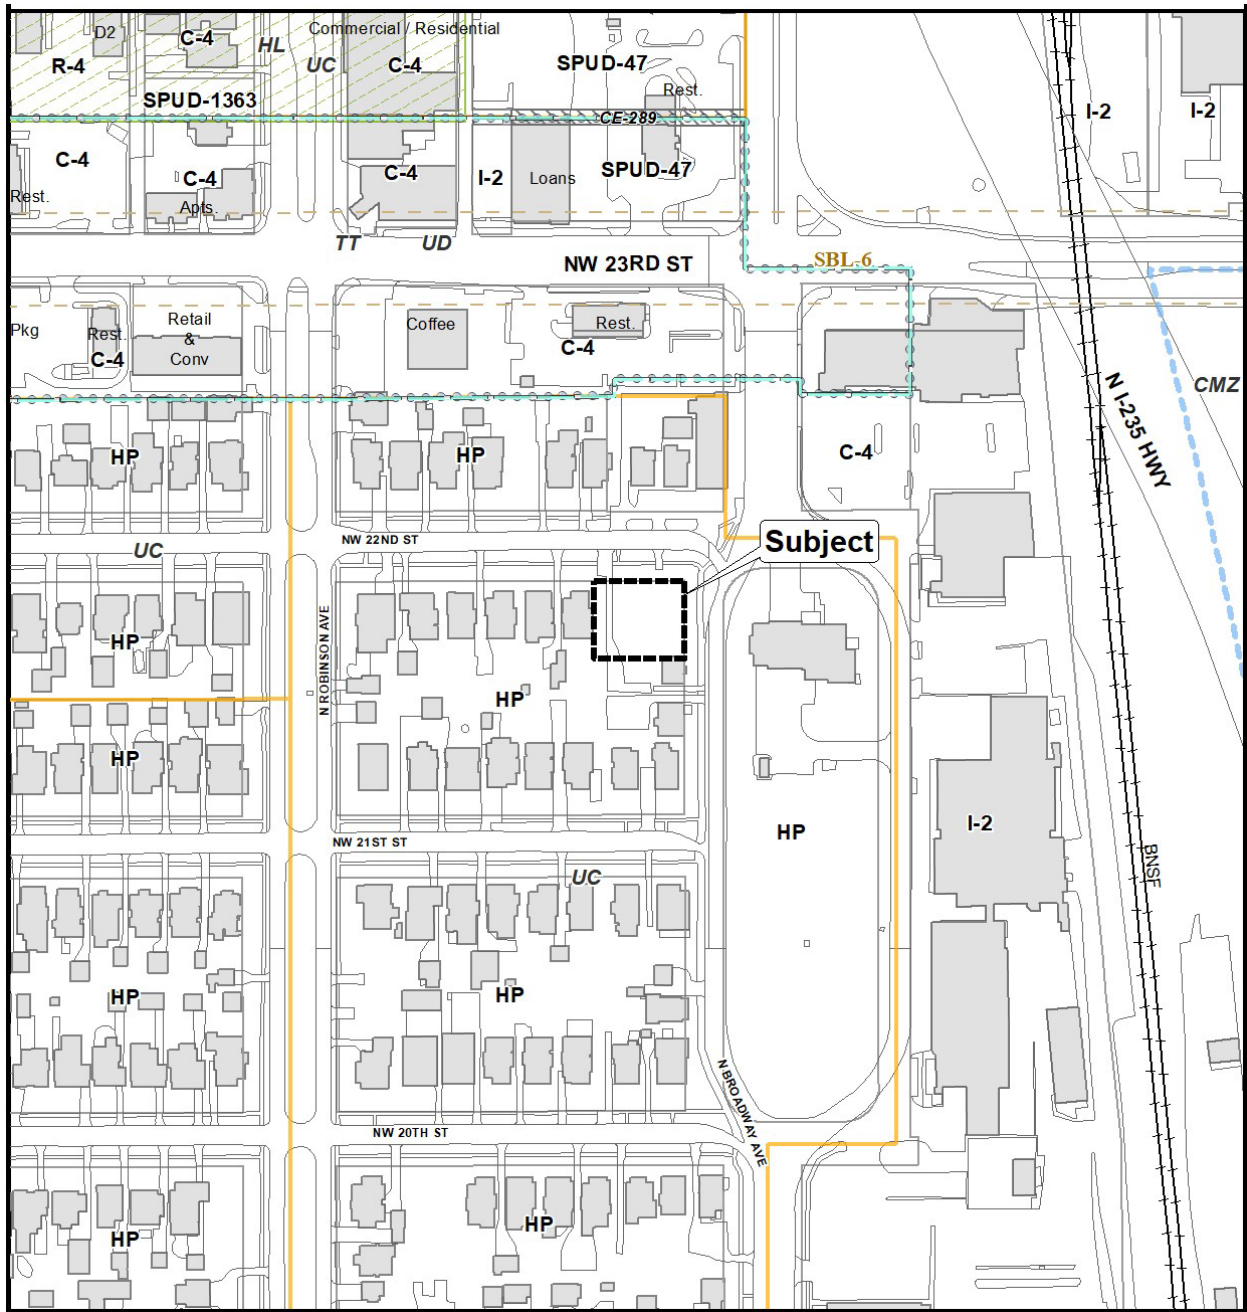 D2
C-4
HL
Commercial / Residential
R-4
UC
C-4
SPUD-47
Rest.
SPUD-1363
CE-289
I-2
I-2
C-4
C-4
C-4
I-2
Loans
SPUD-47
Rest.
Apts.
TT
UD
NW 23RD ST
SBL-6
Pkg
Rest.
C-4
Retail
&
Conv
Coffee
Rest.
C-4
N I-235 HWY
CMZ
HP
HP
C-4
NW 22ND ST
UC
Subject
HP
N ROBINSON AVE
HP
HP
HP
I-2
NW 21ST ST
BNSF
UC
HP
HP
N BROADWAY AVE
NW 20TH ST
HP
HP